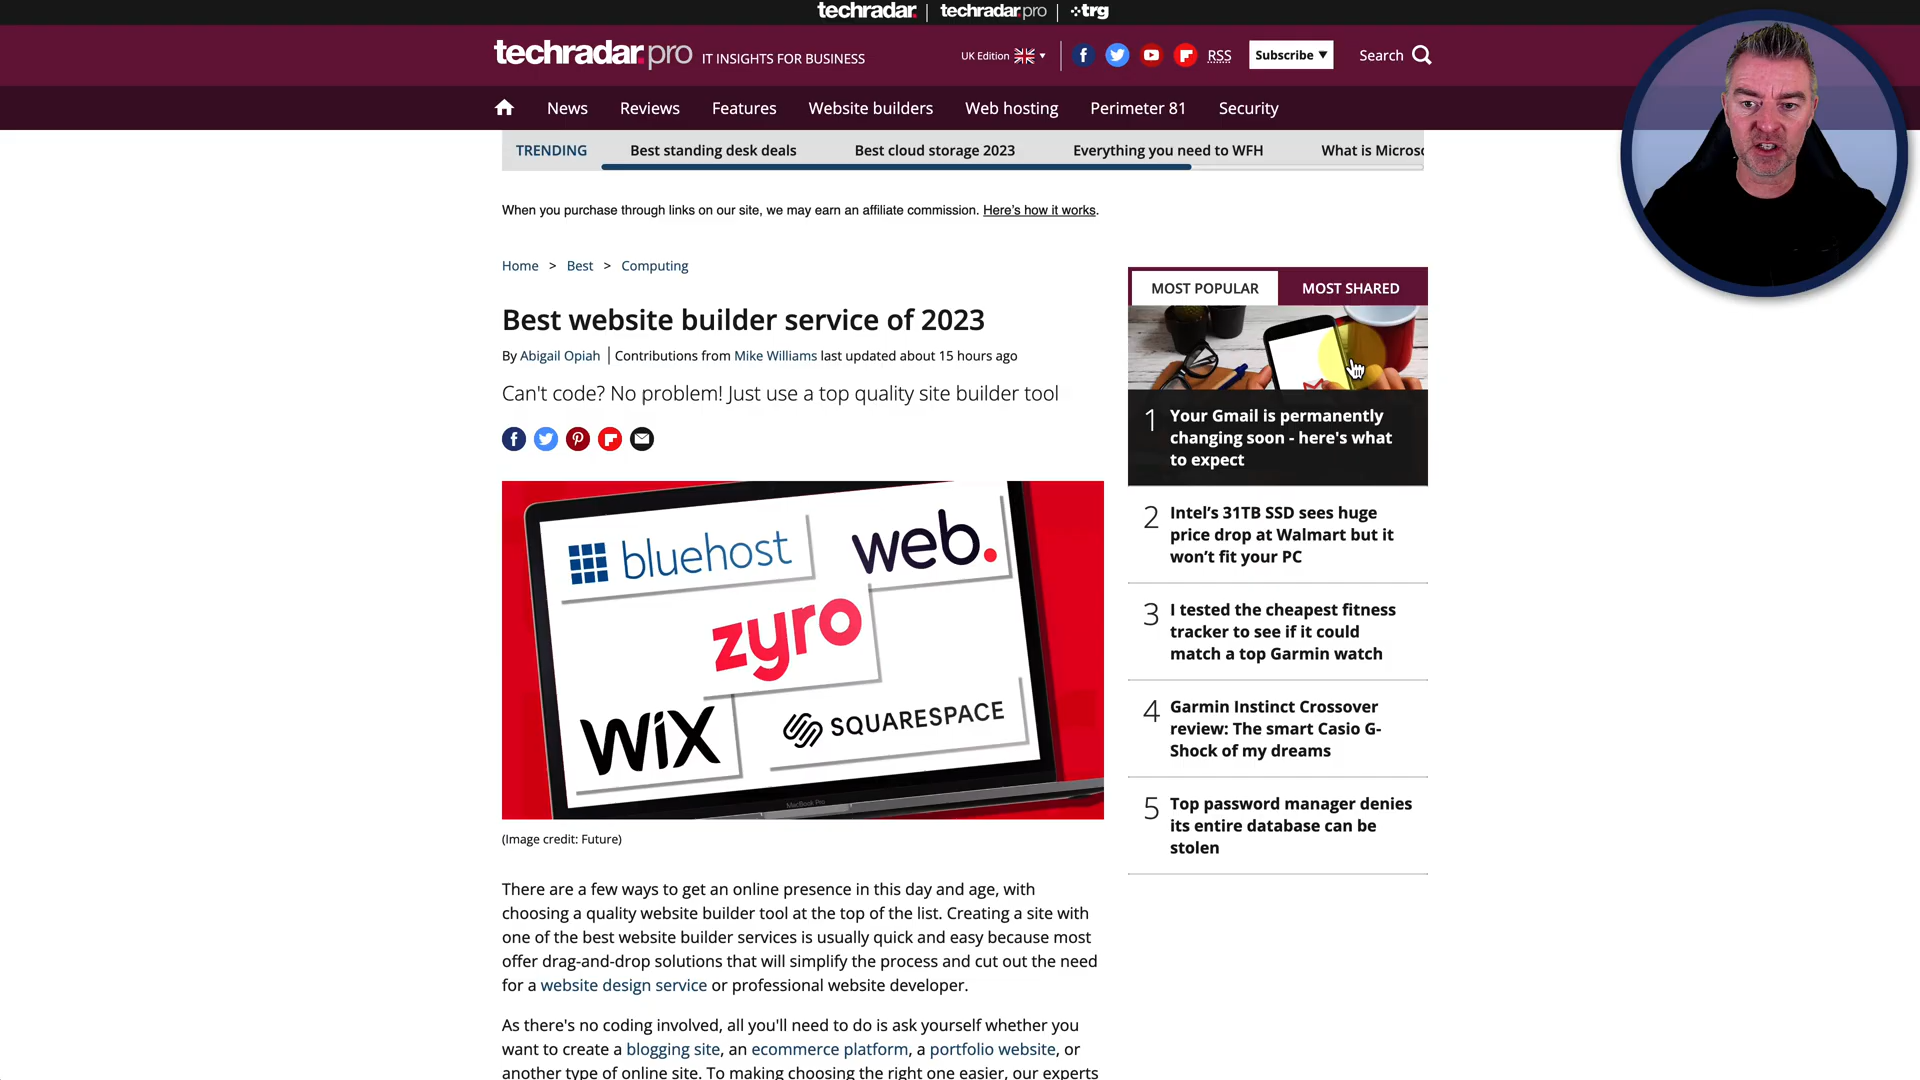 techradar. techradar.pro trg
techradar.pro IT INSIGHTS FOR BUSINESS
UK Edition RSS Subscribe ▼ Search
News Reviews Features Website builders Web hosting Perimeter 81 Security
TRENDING Best standing desk deals Best cloud storage 2023 Everything you need to WFH What is Microso
When you purchase through links on our site, we may earn an affiliate commission. Here's how it works.
Home > Best > Computing
Best website builder service of 2023
By Abigail Opiah | Contributions from Mike Williams last updated about 15 hours ago
Can't code? No problem! Just use a top quality site builder tool
bluehost
web.
zyro
WiX
SQUARESPACE
MacBook Pro
(Image credit: Future)
There are a few ways to get an online presence in this day and age, with
choosing a quality website builder tool at the top of the list. Creating a site with
one of the best website builder services is usually quick and easy because most
offer drag-and-drop solutions that will simplify the process and cut out the need
for a website design service or professional website developer.
As there's no coding involved, all you'll need to do is ask yourself whether you
want to create a blogging site, an ecommerce platform, a portfolio website, or
another type of online site. To making choosing the right one easier, our experts
MOST POPULAR MOST SHARED
1 Your Gmail is permanently
changing soon - here's what
to expect
2 Intel's 31TB SSD sees huge
price drop at Walmart but it
won't fit your PC
3 I tested the cheapest fitness
tracker to see if it could
match a top Garmin watch
4 Garmin Instinct Crossover
review: The smart Casio G-
Shock of my dreams
5 Top password manager denies
its entire database can be
stolen